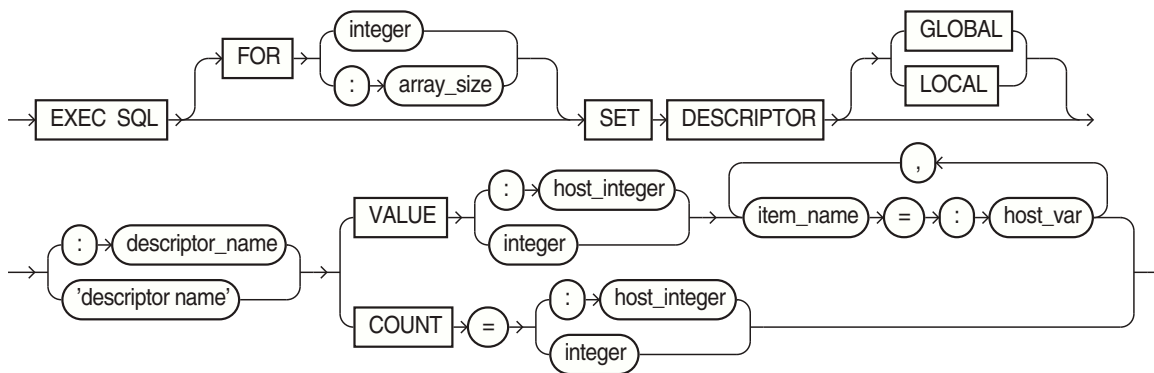 FOR
integer
: array_size
GLOBAL
LOCAL
EXEC SQL SET DESCRIPTOR
: descriptor_name
'descriptor name'
VALUE
: host_integer
integer
,
item_name = : host_var
COUNT =
: host_integer
integer